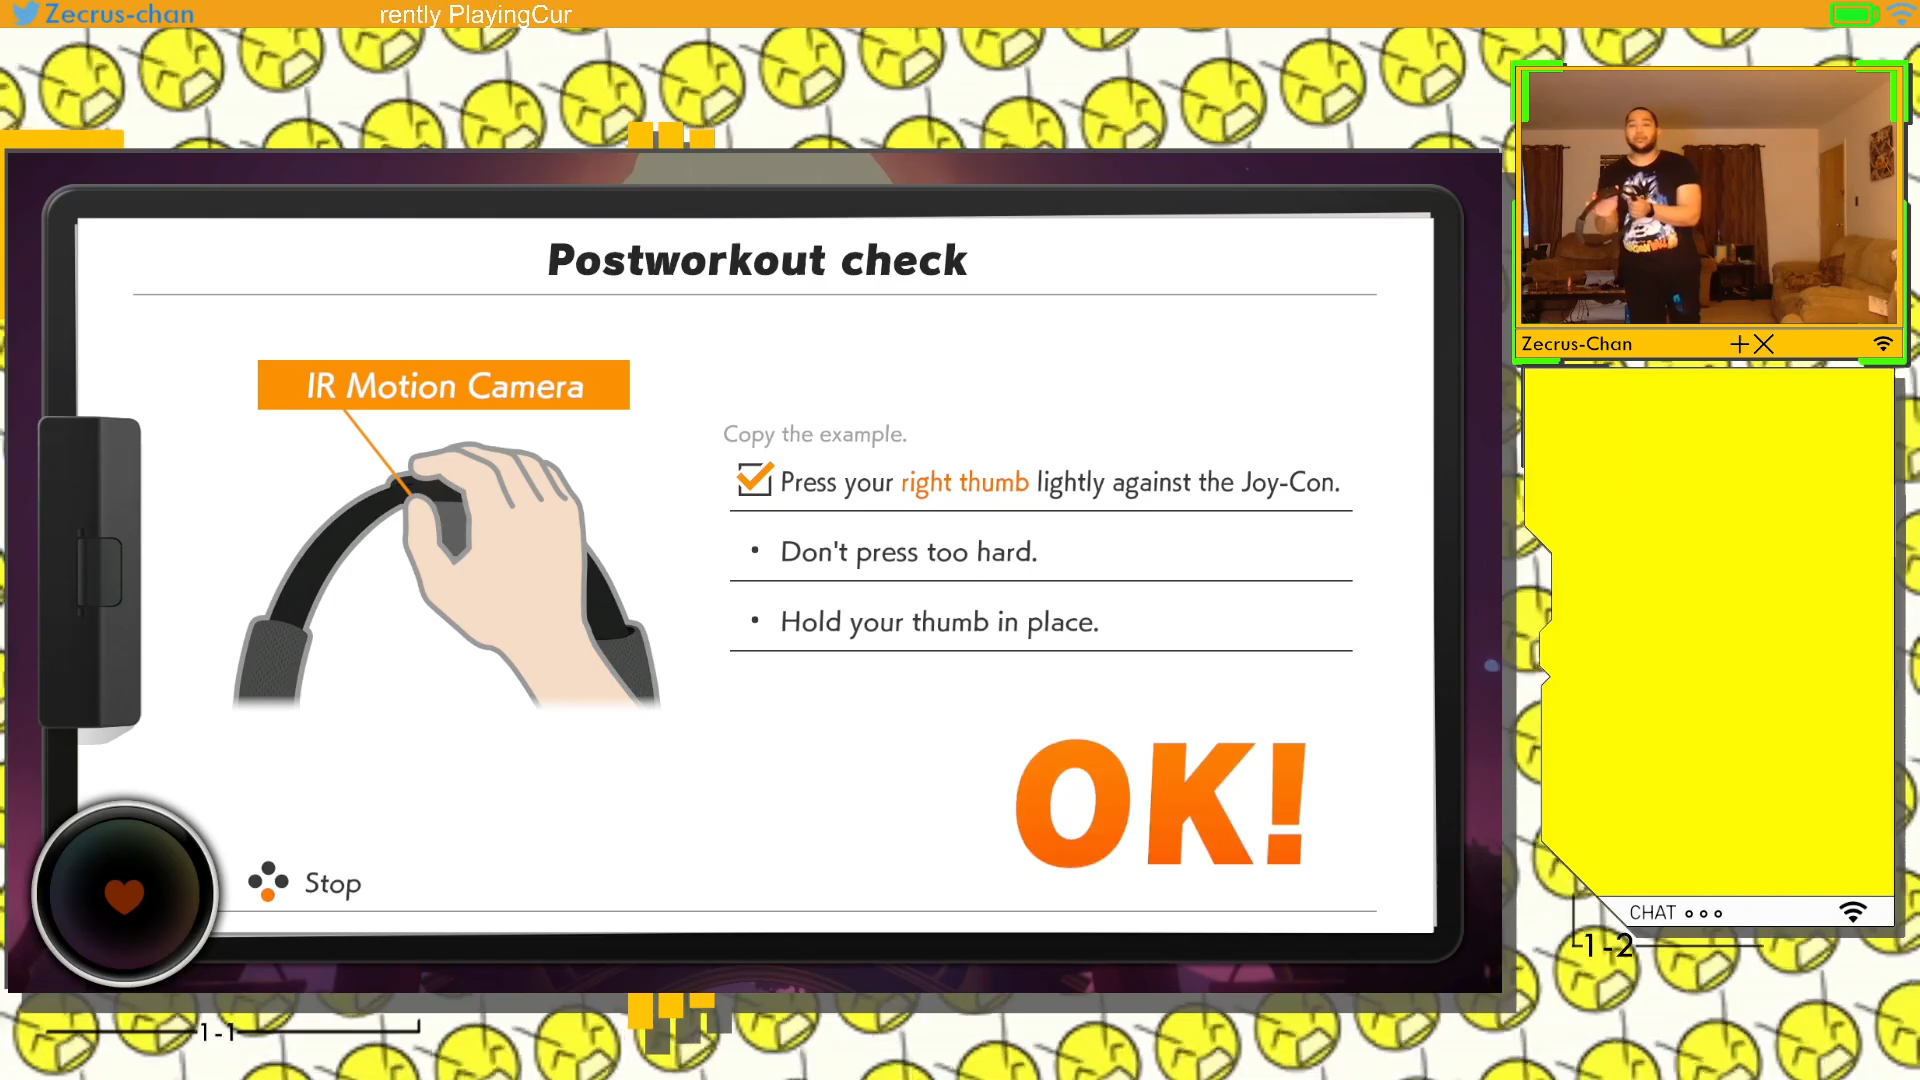 Zecrus-chan
rently PlayingCur
Postworkout check
IR Motion Camera
Copy the example.
Press your right thumb lightly against the Joy-Con.
• Don't press too hard.
• Hold your thumb in place.
OK!
Stop
Zecrus-Chan
CHAT
1-2
1-1